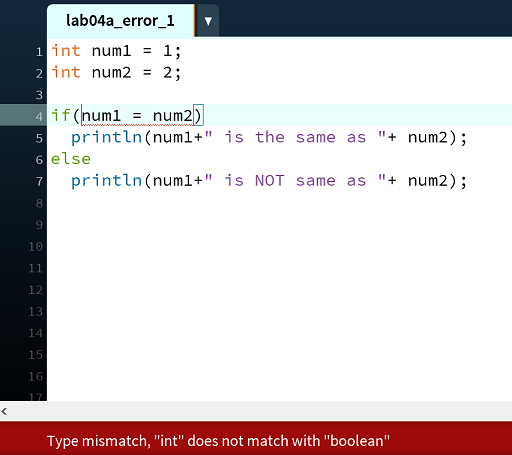 lab04a_error_1 ▼
1 int num1 = 1;
2 int num2 = 2;
3
4 if(num1 = num2)
5 println(num1+" is the same as "+ num2);
6 else
7 println(num1+" is NOT same as "+ num2);
8
9
10
11
12
13
14
15
16
17
<
Type mismatch, "int" does not match with "boolean"